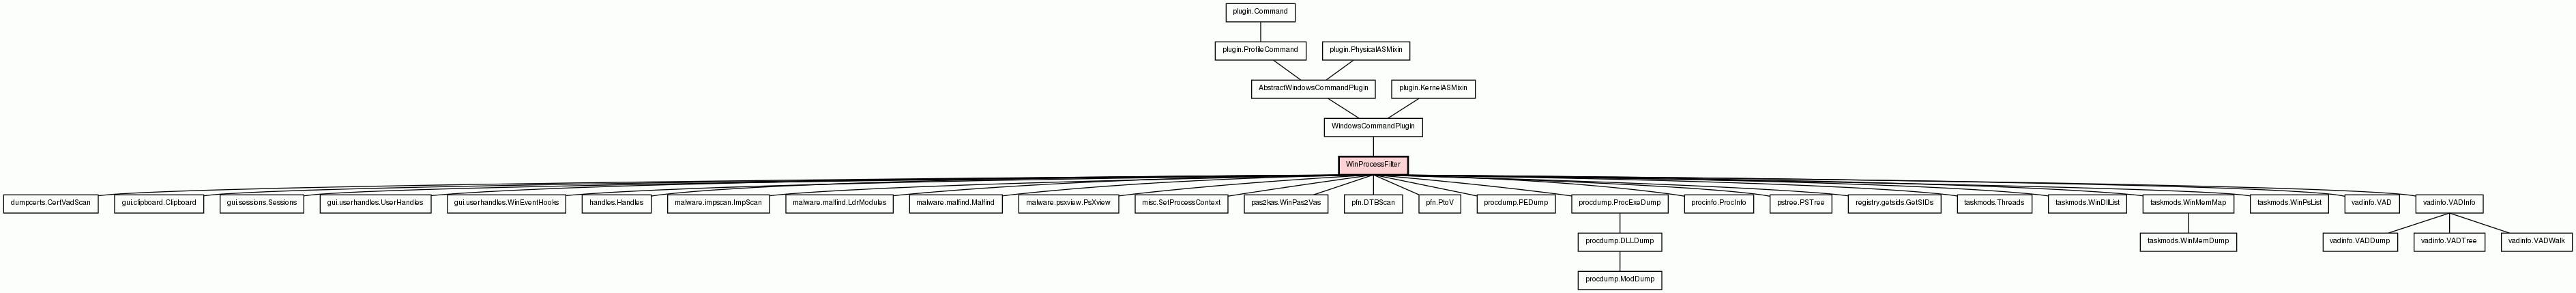 plugin.Command
plugin.ProfileCommand
plugin.PhysicalASMixin
AbstractWindowsCommandPlugin
plugin.KernelASMixin
WindowsCommandPlugin
WinProcessFilter
dumpcerts.CertVadScan
gui.clipboard.Clipboard
gui.sessions.Sessions
gui.userhandles.UserHandles
gui.userhandles.WinEventHooks
handles.Handles
malware.impscan.ImpScan
malware.malfind.LdrModules
malware.malfind.Malfind
malware.psxview.PsXview
misc.SetProcessContext
pas2kas.WinPas2Vas
pfn.DTBScan
pfn.PtoV
procdump.PEDump
procdump.ProcExeDump
procinfo.ProcInfo
pstree.PSTree
registry.getsids.GetSIDs
taskmods.Threads
taskmods.WinDllList
taskmods.WinMemMap
taskmods.WinPsList
vadinfo.VAD
vadinfo.VADInfo
procdump.DLLDump
taskmods.WinMemDump
vadinfo.VADDump
vadinfo.VADTree
vadinfo.VADWalk
procdump.ModDump